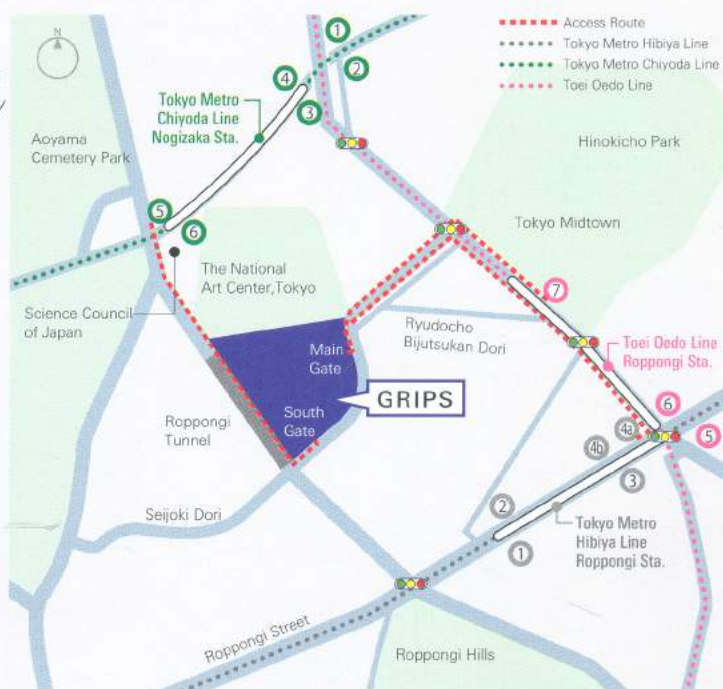 N
Access Route
Tokyo Metro Hibiya Line
Tokyo Metro Chiyoda Line
Toei Oedo Line
1
2
4
3
Tokyo Metro
Chiyoda Line
Nogizaka Sta.
Aoyama
Cemetery Park
Hinokicho Park
5
6
Tokyo Midtown
The National
Art Center,Tokyo
7
Science Council
of Japan
Ryudocho
Bijutsukan Dori
Main
Gate
Toei Oedo Line
Roppongi Sta.
GRIPS
South
Gate
Roppongi
Tunnel
6
5
4a
4b
3
2
1
Seijoki Dori
Tokyo Metro
Hibiya Line
Roppongi Sta.
Roppongi Street
Roppongi Hills